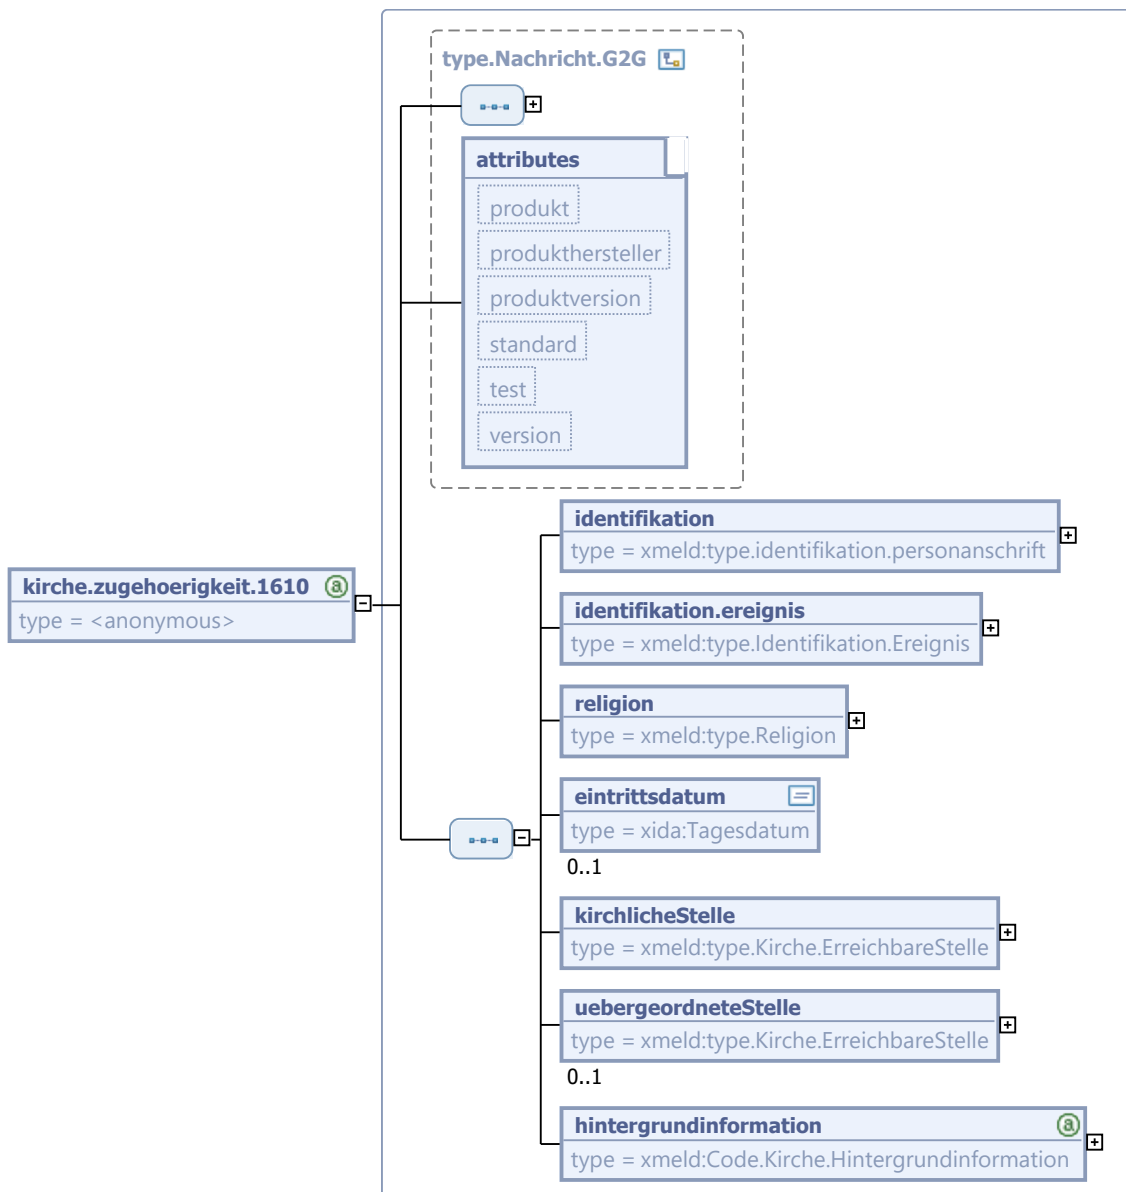 type.Nachricht.G2G
attributes
produkt
produkthersteller
produktversion
standard
test
version
kirche.zugehoerigkeit.1610
type = <anonymous>
identifikation
type = xmeld:type.identifikation.personanschrift
identifikation.ereignis
type = xmeld:type.Identifikation.Ereignis
religion
type = xmeld:type.Religion
eintrittsdatum
type = xida:Tagesdatum
0..1
kirchlicheStelle
type = xmeld:type.Kirche.ErreichbareStelle
uebergeordneteStelle
type = xmeld:type.Kirche.ErreichbareStelle
0..1
hintergrundinformation
type = xmeld:Code.Kirche.Hintergrundinformation